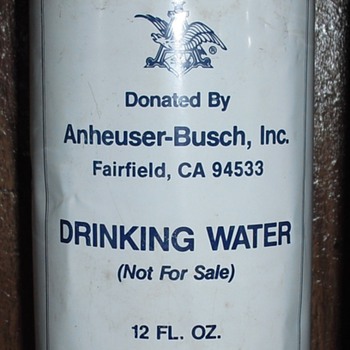 Donated By
Anheuser-Busch, Inc.
Fairfield, CA 94533
DRINKING WATER
(Not For Sale)
12 FL. OZ.